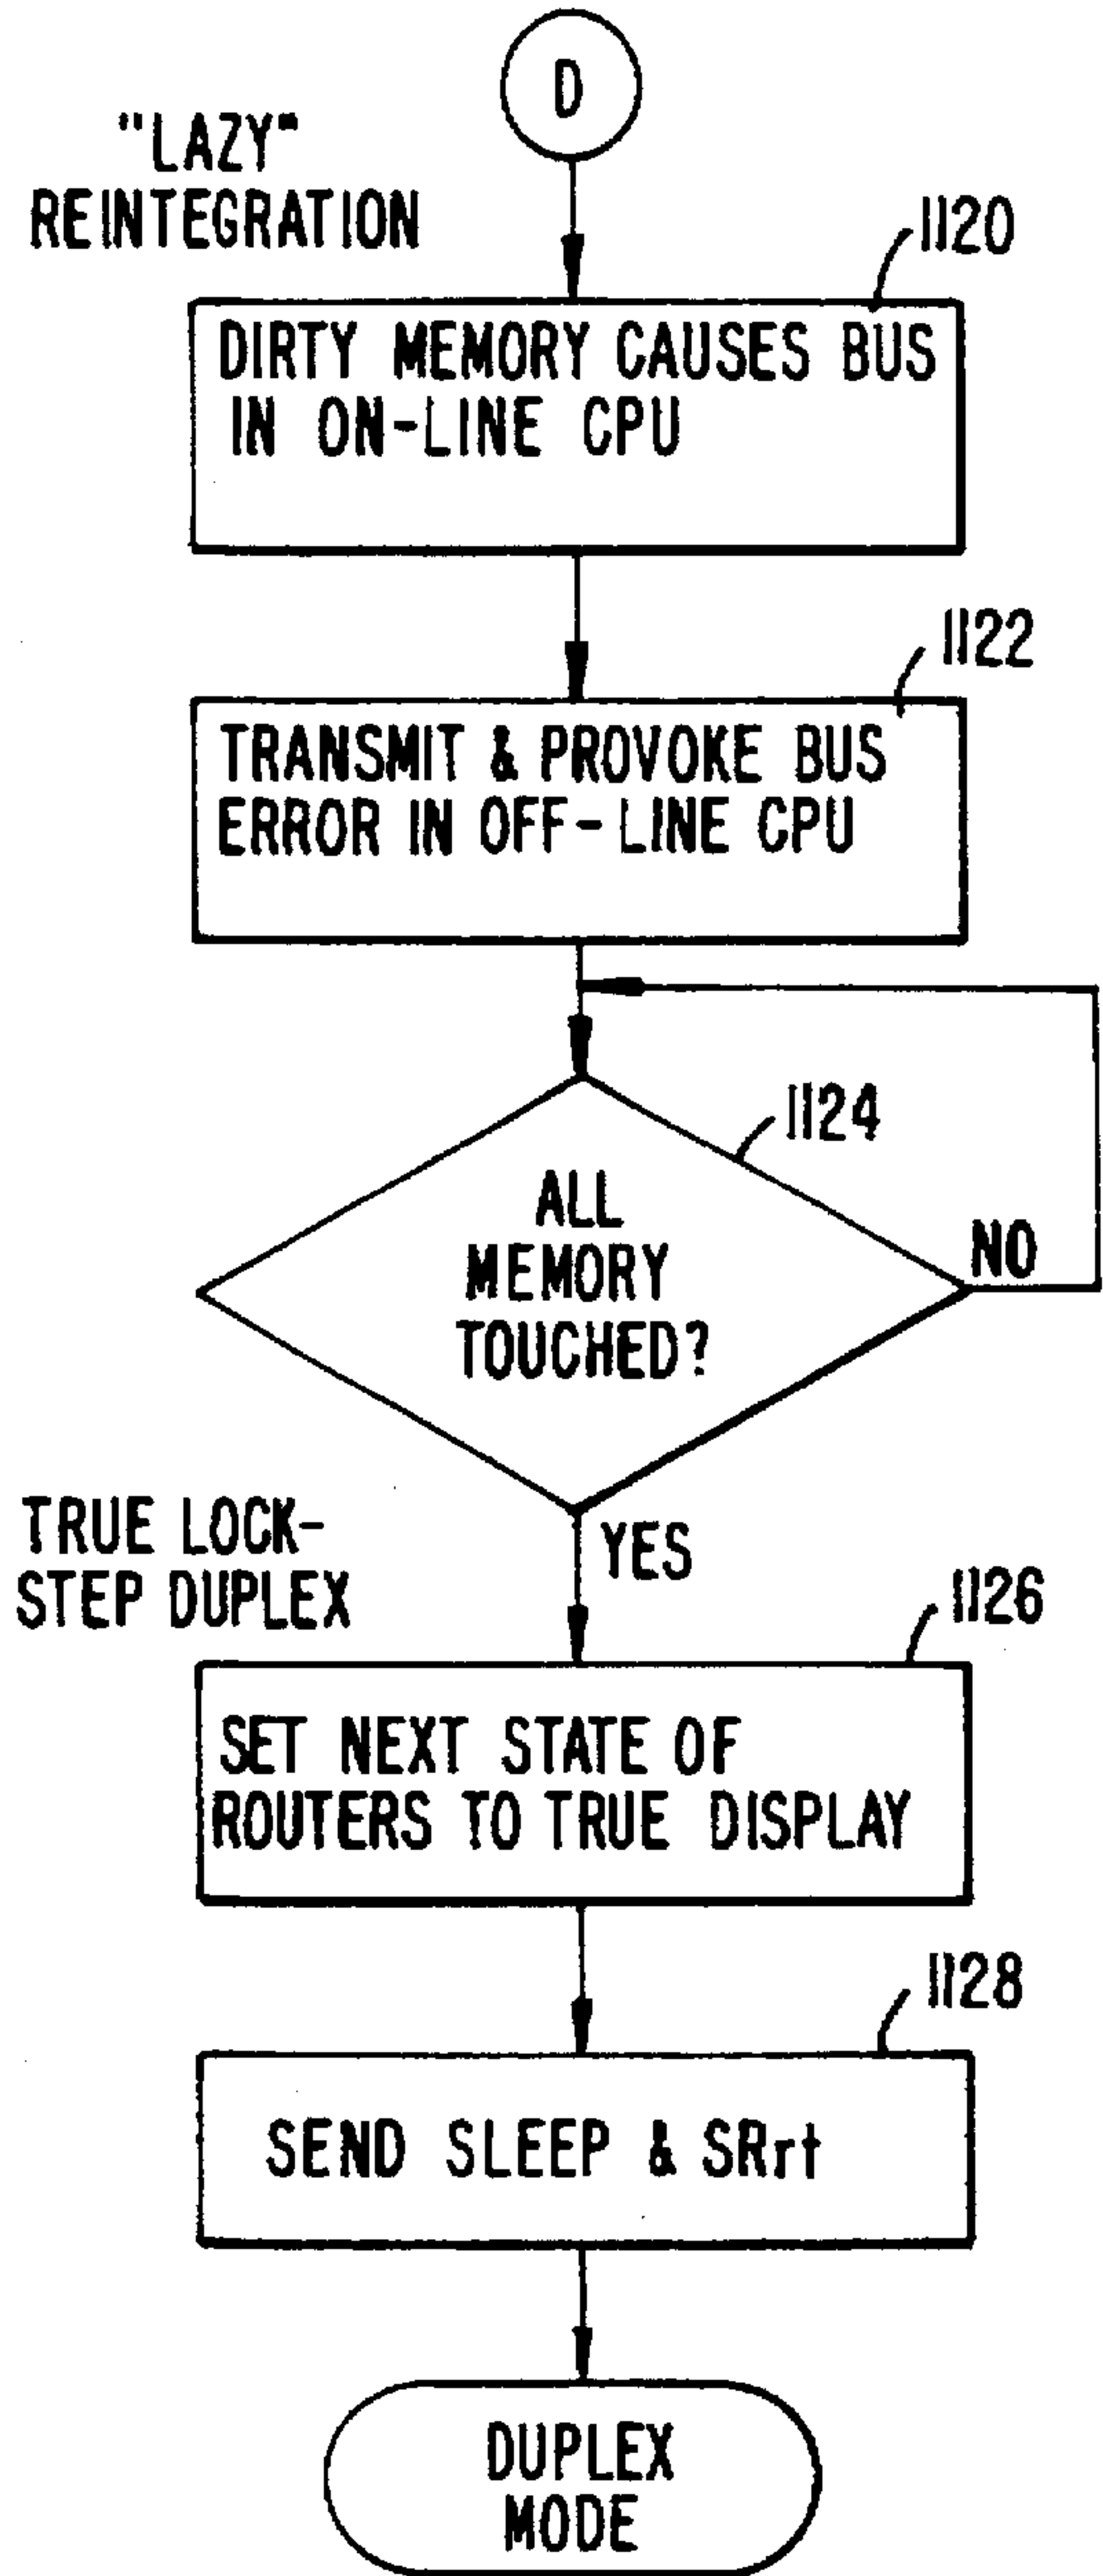 D
"LAZY"
REINTEGRATION
1120
DIRTY MEMORY CAUSES BUS
IN ON-LINE CPU
1122
TRANSMIT & PROVOKE BUS
ERROR IN OFF-LINE CPU
1124
ALL
MEMORY
TOUCHED?
NO
YES
TRUE LOCK-
STEP DUPLEX
1126
SET NEXT STATE OF
ROUTERS TO TRUE DISPLAY
1128
SEND SLEEP & SRrt
DUPLEX
MODE